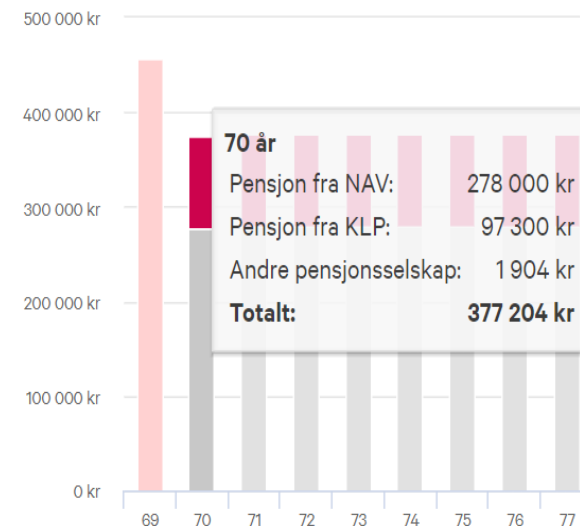 500 000 kr
400 000 kr
300 000 kr
200 000 kr
100 000 kr
0 kr
70 år
Pensjon fra NAV: 278 000 kr
Pensjon fra KLP: 97 300 kr
Andre pensjonsselskap: 1 904 kr
Totalt: 377 204 kr
69 70 71 72 73 74 75 76 77